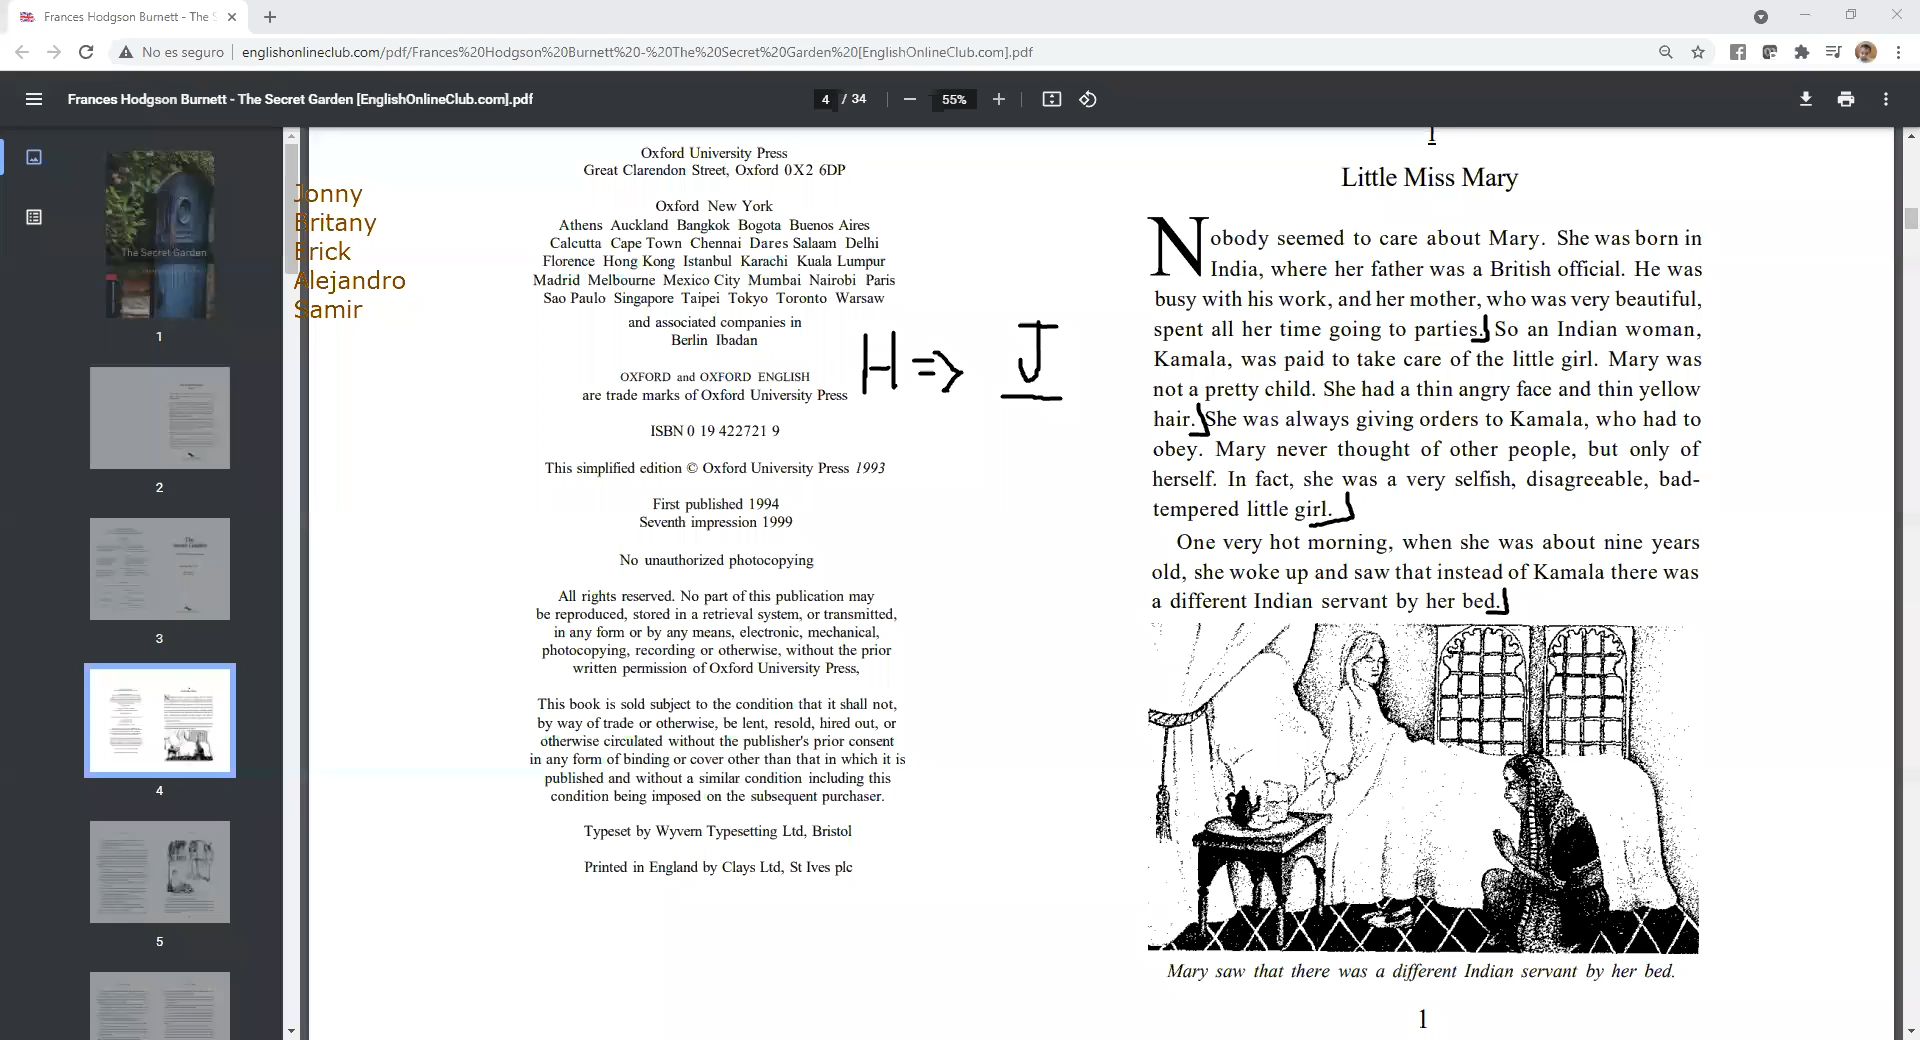 Frances Hodgson Burnett - The S
No es seguro
englishonlineclub.com/pdf/Frances%20Hodgson%20Burnett%20-%20The%20Secret%20Garden%20[EnglishOnlineClub.com].pdf
Frances Hodgson Burnett - The Secret Garden [EnglishOnlineClub.com].pdf
4 / 34
55%
The Secret Garden
1
2
3
4
5
Jonny
Britany
Erick
Alejandro
Samir
Oxford University Press
Great Clarendon Street, Oxford 0X2 6DP
Oxford New York
Athens Auckland Bangkok Bogota Buenos Aires
Calcutta Cape Town Chennai Dares Salaam Delhi
Florence Hong Kong Istanbul Karachi Kuala Lumpur
Madrid Melbourne Mexico City Mumbai Nairobi Paris
Sao Paulo Singapore Taipei Tokyo Toronto Warsaw
and associated companies in
Berlin Ibadan
OXFORD and OXFORD ENGLISH
are trade marks of Oxford University Press
ISBN 0 19 422721 9
This simplified edition © Oxford University Press 1993
First published 1994
Seventh impression 1999
No unauthorized photocopying
All rights reserved. No part of this publication may
be reproduced, stored in a retrieval system, or transmitted,
in any form or by any means, electronic, mechanical,
photocopying, recording or otherwise, without the prior
written permission of Oxford University Press,
This book is sold subject to the condition that it shall not,
by way of trade or otherwise, be lent, resold, hired out, or
otherwise circulated without the publisher's prior consent
in any form of binding or cover other than that in which it is
published and without a similar condition including this
condition being imposed on the subsequent purchaser.
Typeset by Wyvern Typesetting Ltd, Bristol
Printed in England by Clays Ltd, St Ives plc
H => J
1
Little Miss Mary
Nobody seemed to care about Mary. She was born in
India, where her father was a British official. He was
busy with his work, and her mother, who was very beautiful,
spent all her time going to parties. So an Indian woman,
Kamala, was paid to take care of the little girl. Mary was
not a pretty child. She had a thin angry face and thin yellow
hair. She was always giving orders to Kamala, who had to
obey. Mary never thought of other people, but only of
herself. In fact, she was a very selfish, disagreeable, bad-
tempered little girl.
One very hot morning, when she was about nine years
old, she woke up and saw that instead of Kamala there was
a different Indian servant by her bed.
Mary saw that there was a different Indian servant by her bed.
1